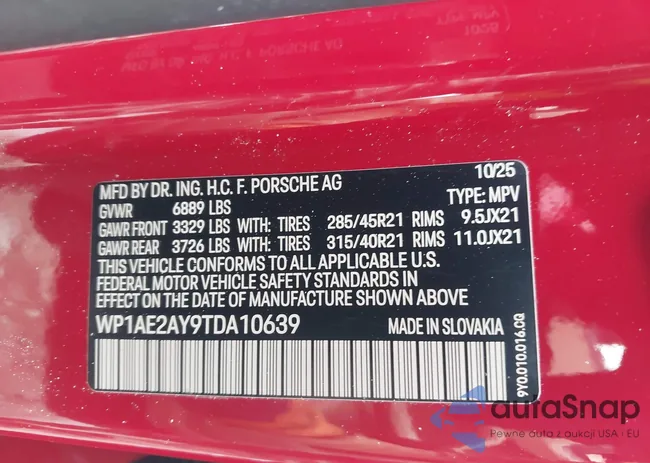 MFD BY DR. ING. H.C. F. PORSCHE AG 10/25
GVWR 6889 LBS TYPE: MPV
GAWR FRONT 3329 LBS WITH: TIRES 285/45R21 RIMS 9.5JX21
GAWR REAR 3726 LBS WITH: TIRES 315/40R21 RIMS 11.0JX21
THIS VEHICLE CONFORMS TO ALL APPLICABLE U.S.
FEDERAL MOTOR VEHICLE SAFETY STANDARDS IN
EFFECT ON THE DATE OF MANUFACTURE SHOWN ABOVE
WP1AE2AY9TDA10639 MADE IN SLOVAKIA
9Y0.010.016.CQ
autaSnap
Pewne auta z aukcji USA · EU